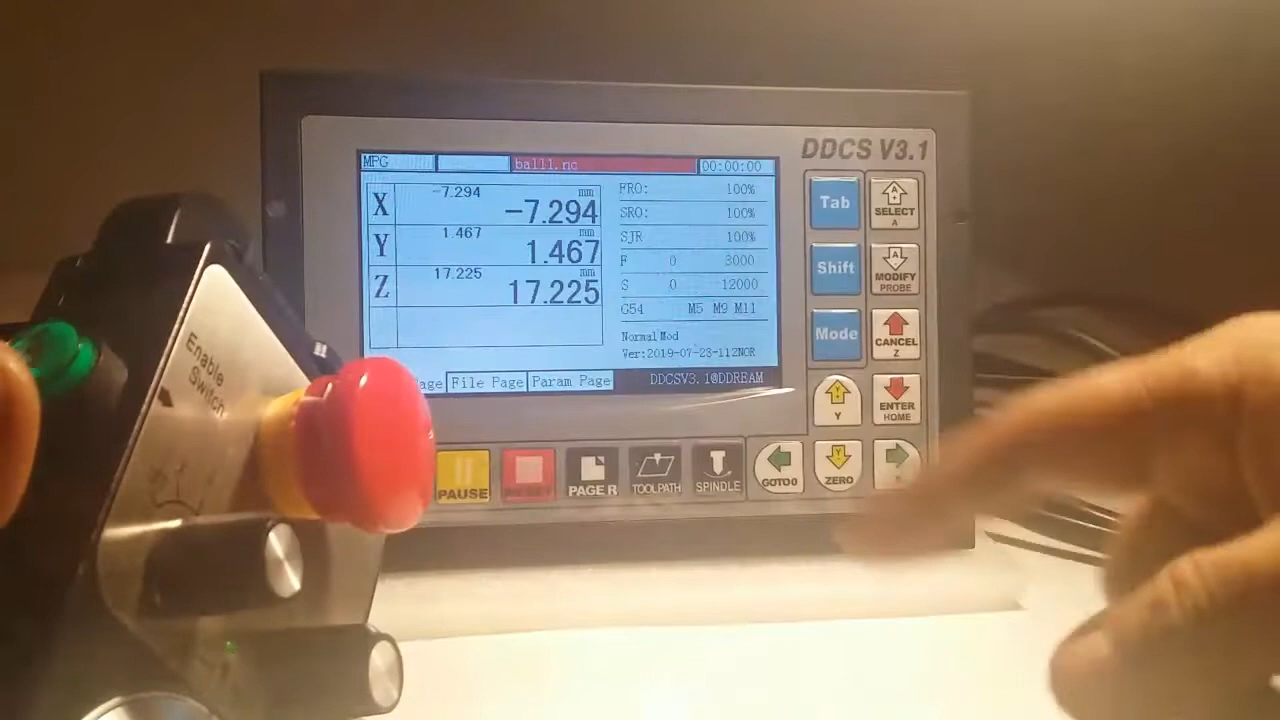 DDCS V3.1
MPG
ball1.nc
00:00:00
X -7.294 mm
-7.294
Y 1.467 mm
1.467
Z 17.225 mm
17.225
FRO: 100%
SRO: 100%
SJR 100%
F 0 3000
S 0 12000
G54 M5 M9 M11
Normal Mod
Ver:2019-07-23-112NOR
File Page
Param Page
DDCSV3.1@DDREAM
Tab
SELECT
A
Shift
MODIFY
PROBE
Mode
CANCEL
Z
Y
ENTER
HOME
PAUSE
RESET
PAGE R
TOOLPATH
SPINDLE
GOTO0
ZERO
Enable
Switch